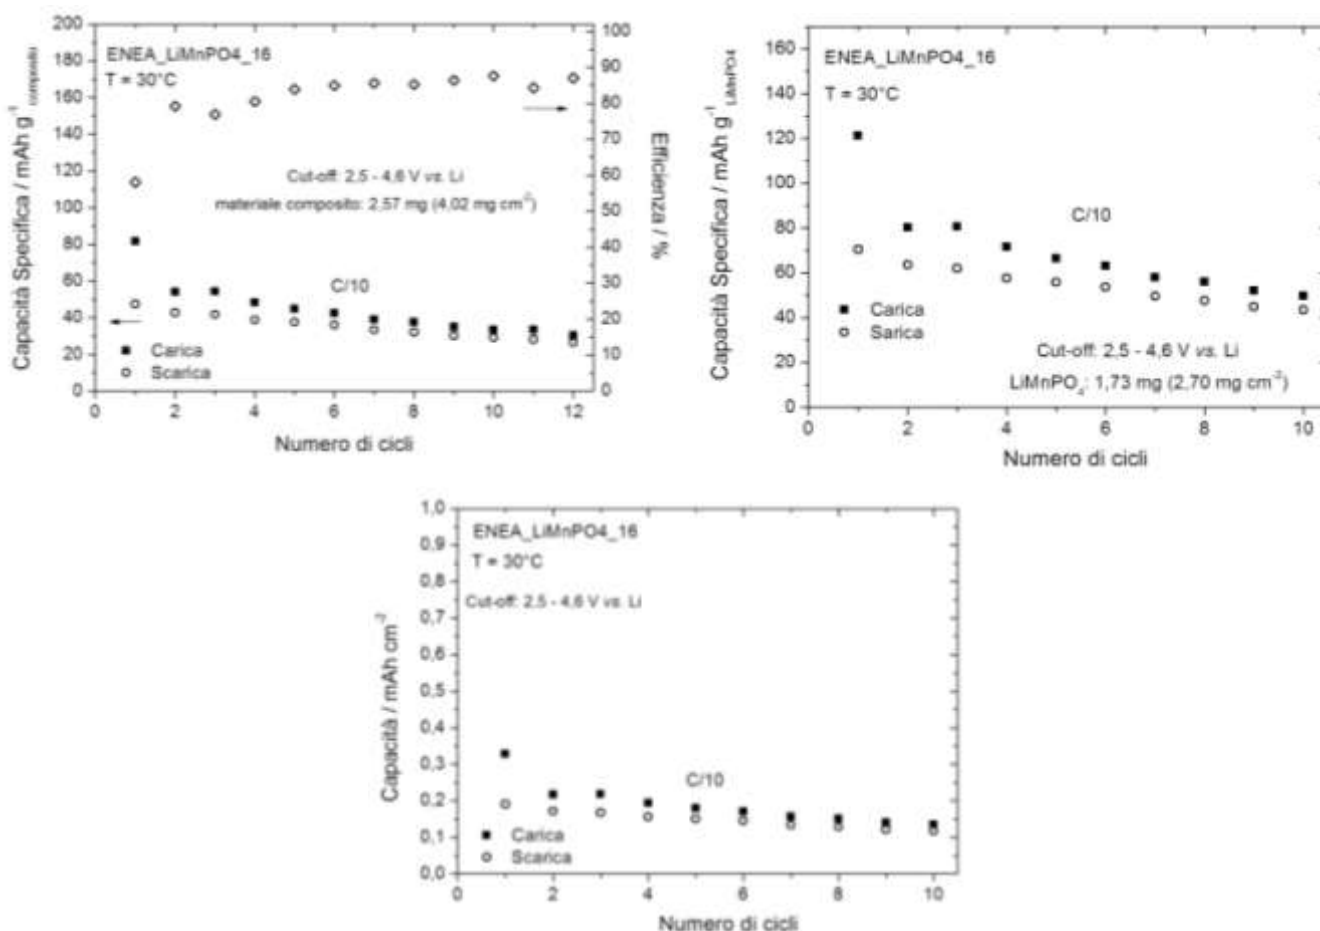 ENEA_LiMnPO4_16
T = 30°C
Cut-off: 2,5 - 4,6 V vs. Li
materiale composito: 2,57 mg (4,02 mg cm-2)
C/10
Carica
Scarica
Capacità Specifica / mAh g-1 composito
200
180
160
140
120
100
80
60
40
20
0
Efficienza / %
100
90
80
70
60
50
40
30
20
10
0
0 2 4 6 8 10 12
Numero di cicli
ENEA_LiMnPO4_16
T = 30°C
C/10
Carica
Sarica
Cut-off: 2,5 - 4,6 V vs. Li
LiMnPO4: 1,73 mg (2,70 mg cm-2)
Capacità Specifica / mAh g-1 LiMnPO4
160
140
120
100
80
60
40
20
0
0 2 4 6 8 10
Numero di cicli
ENEA_LiMnPO4_16
T = 30°C
Cut-off: 2,5 - 4,6 V vs. Li
C/10
Carica
Scarica
Capacità / mAh cm-2
1,0
0,9
0,8
0,7
0,6
0,5
0,4
0,3
0,2
0,1
0,0
0 2 4 6 8 10
Numero di cicli